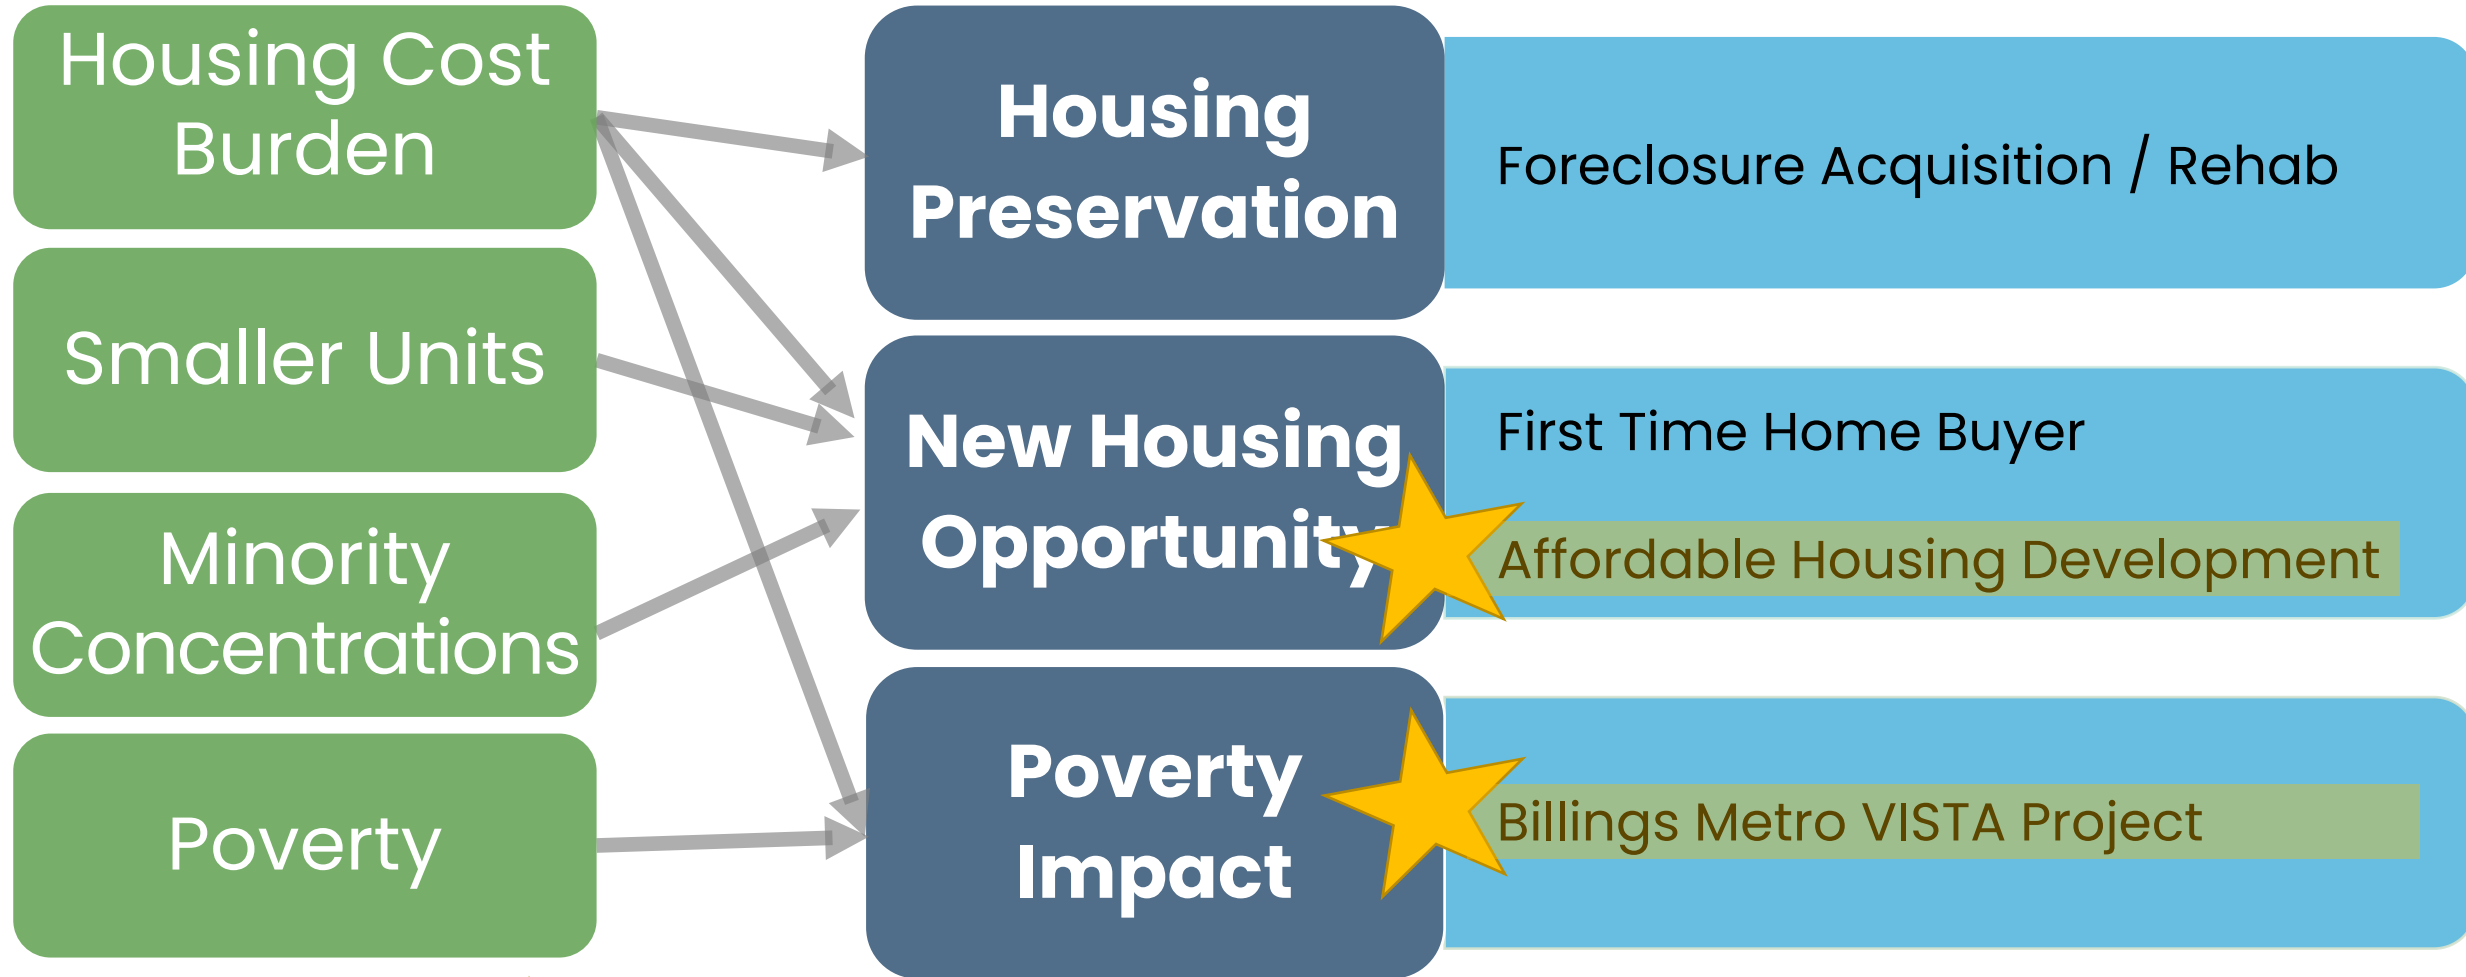 Housing Cost
Burden
Smaller Units
Minority
Concentrations
Poverty
Housing
Preservation
New Housing
Opportunity
Poverty
Impact
Foreclosure Acquisition / Rehab
First Time Home Buyer
Affordable Housing Development
Billings Metro VISTA Project